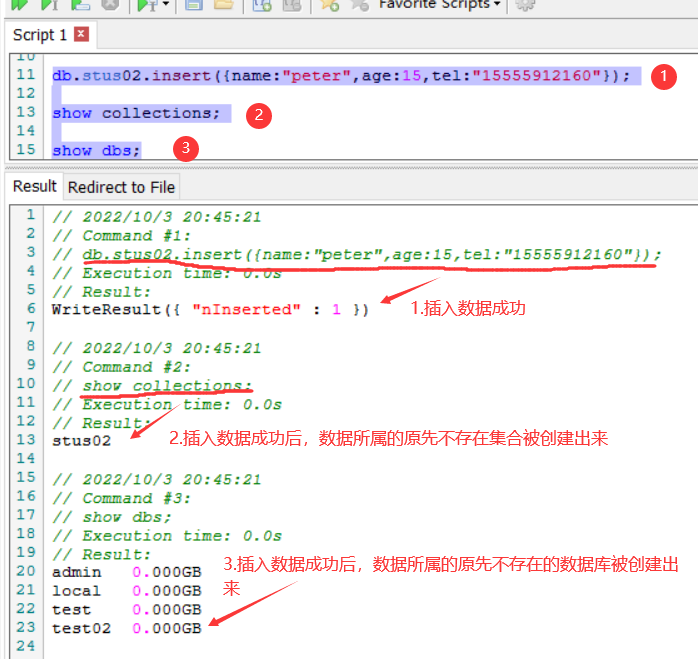 Favorite Scripts
Script 1
10
11 db.stus02.insert({name:"peter",age:15,tel:"15555912160"}); 1
12
13 show collections; 2
14
15 show dbs; 3
Result Redirect to File
1 // 2022/10/3 20:45:21
2 // Command #1:
3 // db.stus02.insert({name:"peter",age:15,tel:"15555912160"});
4 // Execution time: 0.0s
5 // Result:
6 WriteResult({ "nInserted" : 1 }) 1.插入数据成功
7
8 // 2022/10/3 20:45:21
9 // Command #2:
10 // show collections;
11 // Execution time: 0.0s
12 // Result:
13 stus02 2.插入数据成功后，数据所属的原先不存在集合被创建出来
14
15 // 2022/10/3 20:45:21
16 // Command #3:
17 // show dbs;
18 // Execution time: 0.0s
19 // Result:
3.插入数据成功后，数据所属的原先不存在的数据库被创建出
来
20 admin 0.000GB
21 local 0.000GB
22 test 0.000GB
23 test02 0.000GB
24